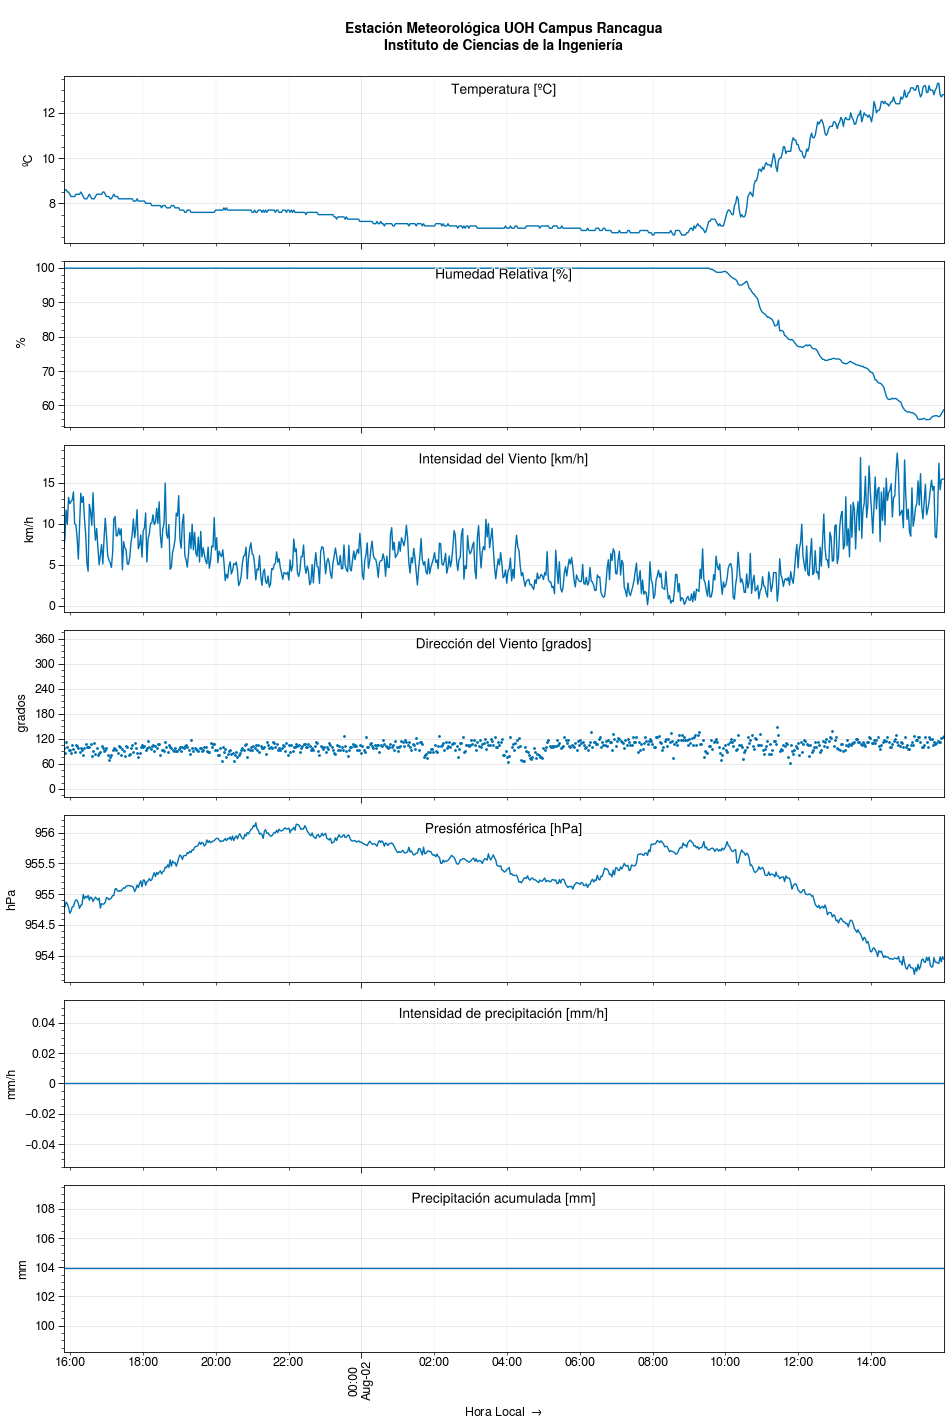 Estación Meteorológica UOH Campus Rancagua
Instituto de Ciencias de la Ingeniería
Temperatura [ºC]
ºC
12
10
8
Humedad Relativa [%]
%
100
90
80
70
60
Intensidad del Viento [km/h]
km/h
15
10
5
0
Dirección del Viento [grados]
grados
360
300
240
180
120
60
0
Presión atmosférica [hPa]
hPa
956
955.5
955
954.5
954
Intensidad de precipitación [mm/h]
mm/h
0.04
0.02
0
−0.02
−0.04
Precipitación acumulada [mm]
mm
108
106
104
102
100
16:00 18:00 20:00 22:00 00:00 02:00 04:00 06:00 08:00 10:00 12:00 14:00
Aug-02
Hora Local →